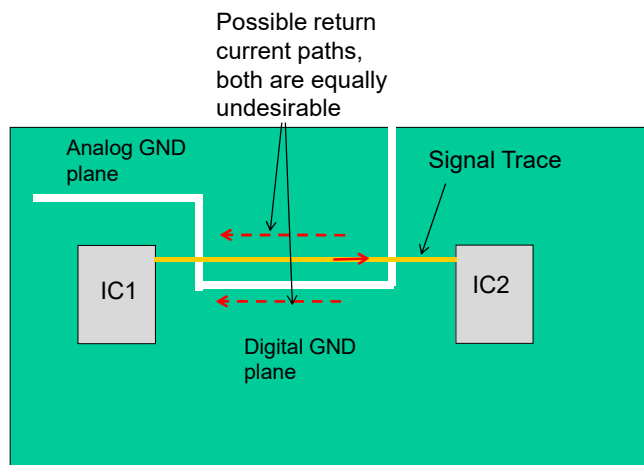 Possible return
current paths,
both are equally
undesirable
Analog GND
plane
Signal Trace
IC1
IC2
Digital GND
plane